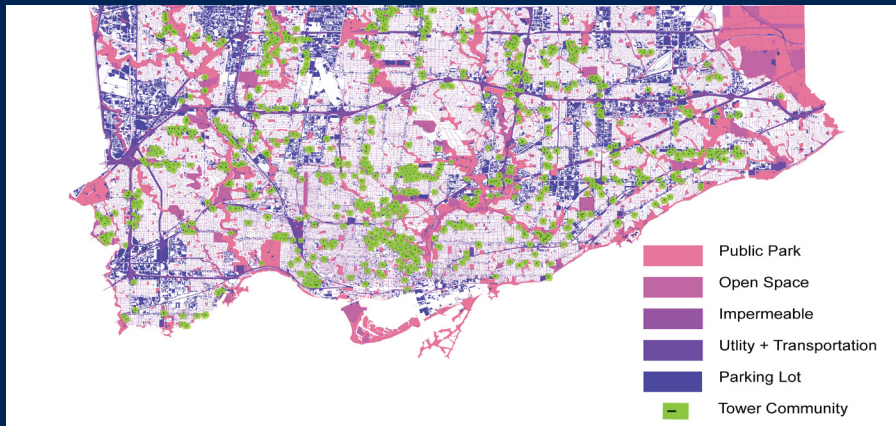 Public Park
Open Space
Impermeable
Utlity + Transportation
Parking Lot
Tower Community